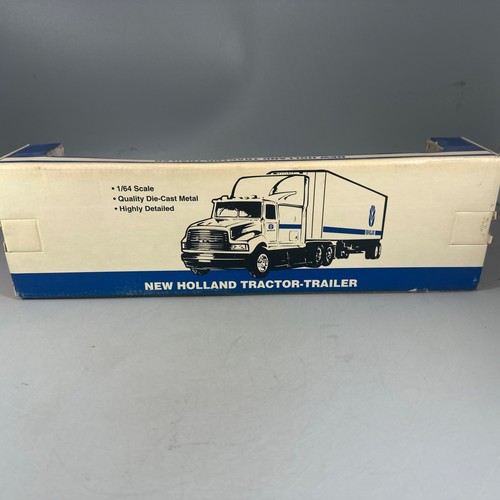 • 1/64 Scale
• Quality Die-Cast Metal
• Highly Detailed
NEW HOLLAND TRACTOR-TRAILER